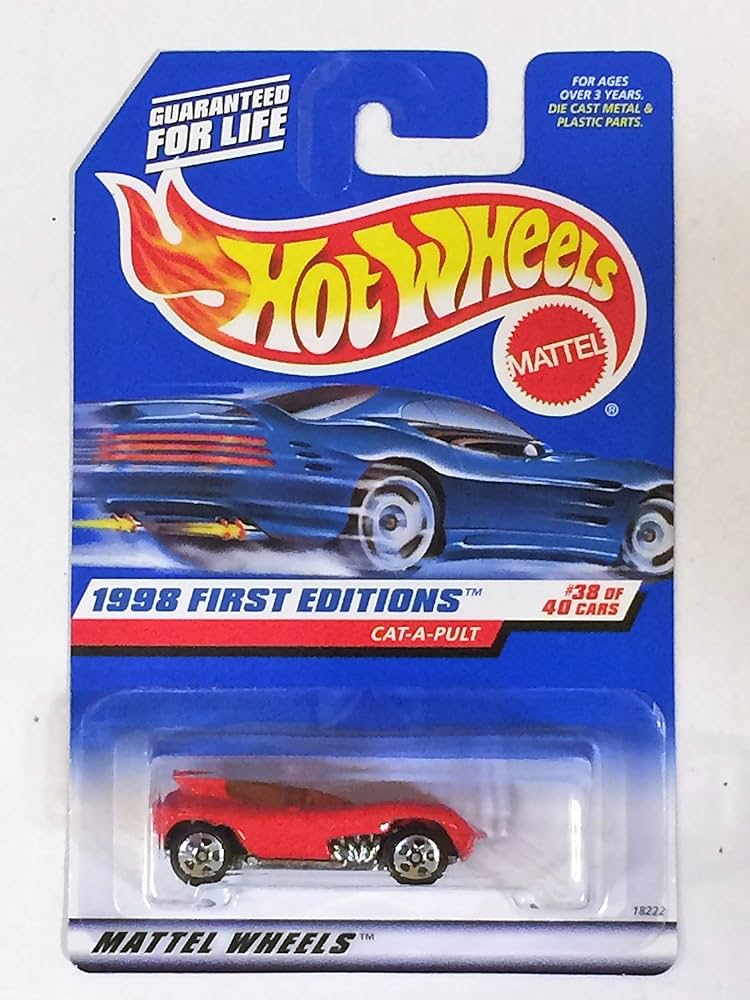 GUARANTEED
FOR LIFE
FOR AGES
OVER 3 YEARS.
DIE CAST METAL &
PLASTIC PARTS.
HOT WHEELS
MATTEL
®
1998 FIRST EDITIONS™
#38 OF
40 CARS
CAT-A-PULT
18222
MATTEL WHEELS™